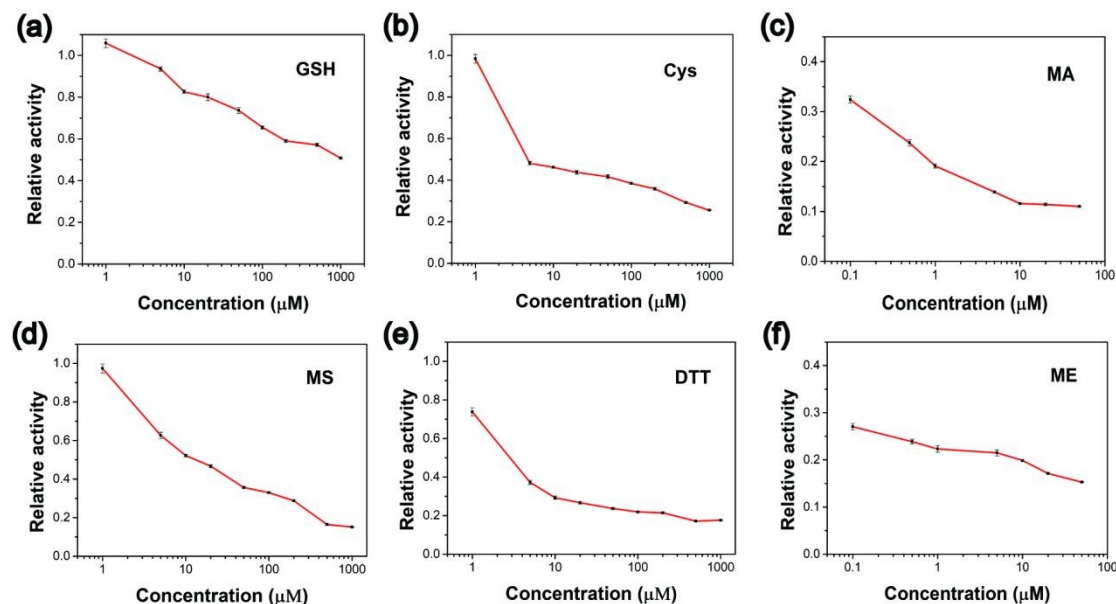 (a)
GSH
Relative activity
1.0
0.8
0.6
0.4
0.2
0.0
1
10
100
1000
Concentration (μM)
(b)
Cys
Relative activity
1.0
0.8
0.6
0.4
0.2
0.0
1
10
100
1000
Concentration (μM)
(c)
MA
Relative activity
0.4
0.3
0.2
0.1
0.0
0.1
1
10
100
Concentration (μM)
(d)
MS
Relative activity
1.0
0.8
0.6
0.4
0.2
0.0
1
10
100
1000
Concentration (μM)
(e)
DTT
Relative activity
1.0
0.8
0.6
0.4
0.2
0.0
1
10
100
1000
Concentration (μM)
(f)
ME
Relative activity
0.4
0.3
0.2
0.1
0.0
0.1
1
10
100
Concentration (μM)